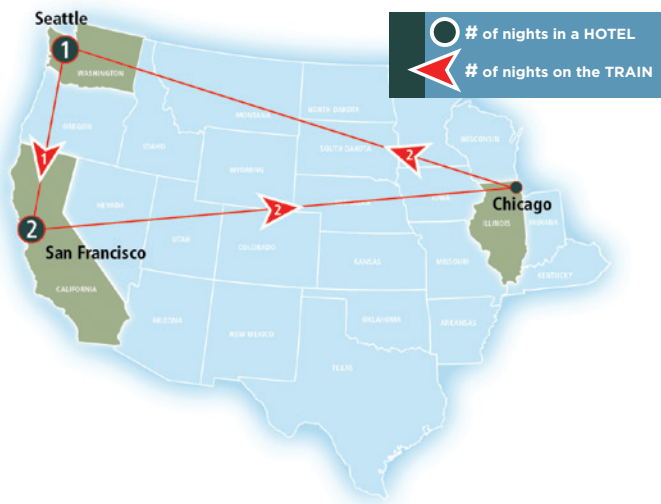 Seattle
1
# of nights in a HOTEL
# of nights on the TRAIN
WASHINGTON
OREGON
IDAHO
MONTANA
NORTH DAKOTA
SOUTH DAKOTA
WISCONSIN
WYOMING
1
2
2
2
Chicago
IOWA
ILLINOIS
INDIANA
NEVADA
UTAH
COLORADO
KANSAS
MISSOURI
KENTUCKY
San Francisco
CALIFORNIA
ARIZONA
NEW MEXICO
OKLAHOMA
ARKANSAS
TEXAS